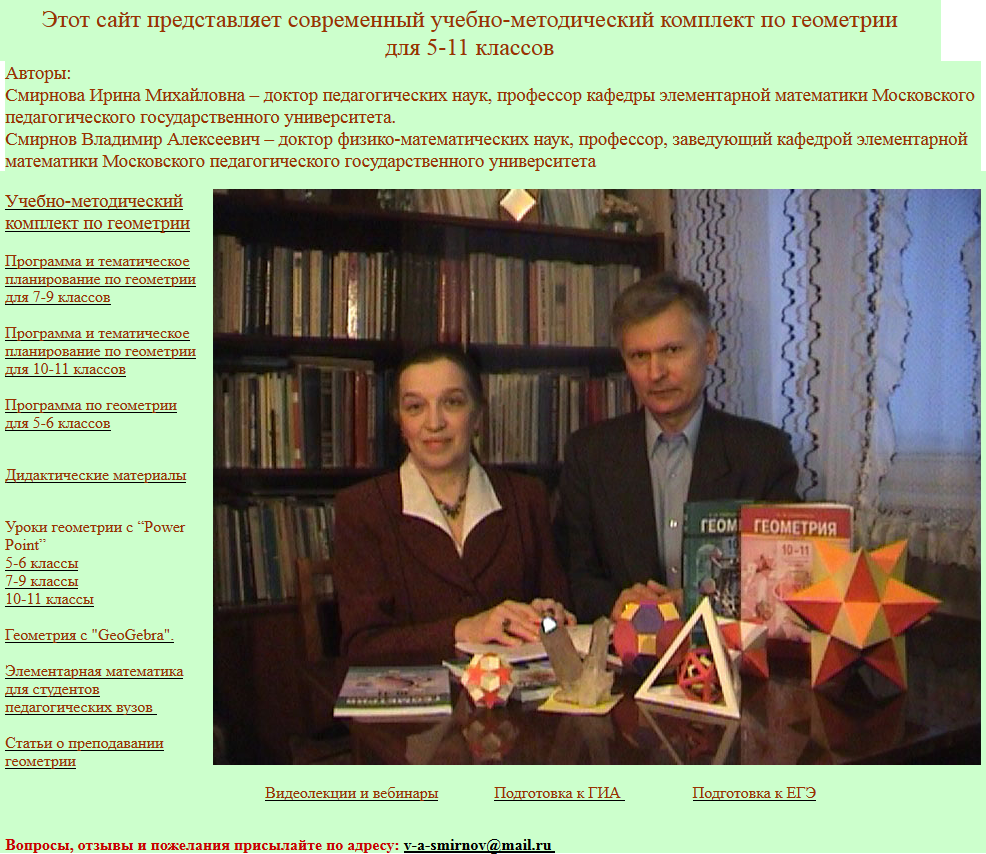 Этот сайт представляет современный учебно-методический комплект по геометрии
для 5-11 классов
Авторы:
Смирнова Ирина Михайловна – доктор педагогических наук, профессор кафедры элементарной математики Московского
педагогического государственного университета.
Смирнов Владимир Алексеевич – доктор физико-математических наук, профессор, заведующий кафедрой элементарной
математики Московского педагогического государственного университета
Учебно-методический
комплект по геометрии
Программа и тематическое
планирование по геометрии
для 7-9 классов
Программа и тематическое
планирование по геометрии
для 10-11 классов
Программа по геометрии
для 5-6 классов
Дидактические материалы
Уроки геометрии с “Power
Point”
5-6 классы
7-9 классы
10-11 классы
Геометрия с "GeoGebra".
Элементарная математика
для студентов
педагогических вузов
Статьи о преподавании
геометрии
ГЕОМ
10
ГЕОМЕТРИЯ
10–11
ГЕОМЕТРИЯ
Видеолекции и вебинары
Подготовка к ГИА
Подготовка к ЕГЭ
Вопросы, отзывы и пожелания присылайте по адресу: v-a-smirnov@mail.ru